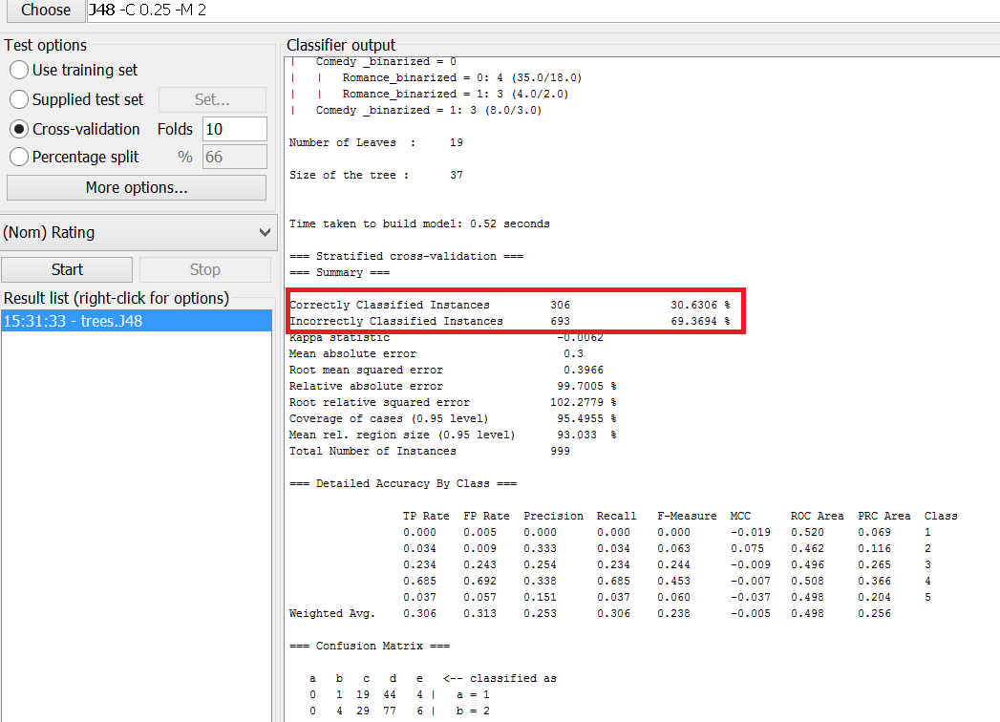 Choose J48 -C 0.25 -M 2
Test options
Use training set
Supplied test set Set...
Cross-validation Folds 10
Percentage split % 66
More options...
(Nom) Rating
Start Stop
Result list (right-click for options)
15:31:33 - trees.J48
Classifier output
| Comedy _binarized = 0
| | Romance_binarized = 0: 4 (35.0/18.0)
| | Romance_binarized = 1: 3 (4.0/2.0)
| Comedy _binarized = 1: 3 (8.0/3.0)
Number of Leaves : 19
Size of the tree : 37
Time taken to build model: 0.52 seconds
=== Stratified cross-validation ===
=== Summary ===
Correctly Classified Instances 306 30.6306 %
Incorrectly Classified Instances 693 69.3694 %
Kappa statistic -0.0062
Mean absolute error 0.3
Root mean squared error 0.3966
Relative absolute error 99.7005 %
Root relative squared error 102.2779 %
Coverage of cases (0.95 level) 95.4955 %
Mean rel. region size (0.95 level) 93.033 %
Total Number of Instances 999
=== Detailed Accuracy By Class ===
TP Rate FP Rate Precision Recall F-Measure MCC ROC Area PRC Area Class
0.000 0.005 0.000 0.000 0.000 -0.019 0.520 0.069 1
0.034 0.009 0.333 0.034 0.063 0.075 0.462 0.116 2
0.234 0.243 0.254 0.234 0.244 -0.009 0.496 0.265 3
0.685 0.692 0.338 0.685 0.453 -0.007 0.508 0.366 4
0.037 0.057 0.151 0.037 0.060 -0.037 0.498 0.204 5
Weighted Avg. 0.306 0.313 0.253 0.306 0.238 -0.005 0.498 0.256
=== Confusion Matrix ===
a b c d e <-- classified as
0 1 19 44 4 | a = 1
0 4 29 77 6 | b = 2